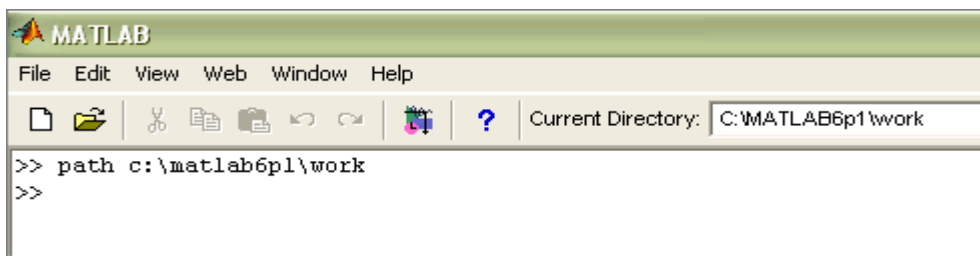 MATLAB
File Edit View Web Window Help
? Current Directory: C:\MATLAB6p1\work
>> path c:\matlab6p1\work
>>